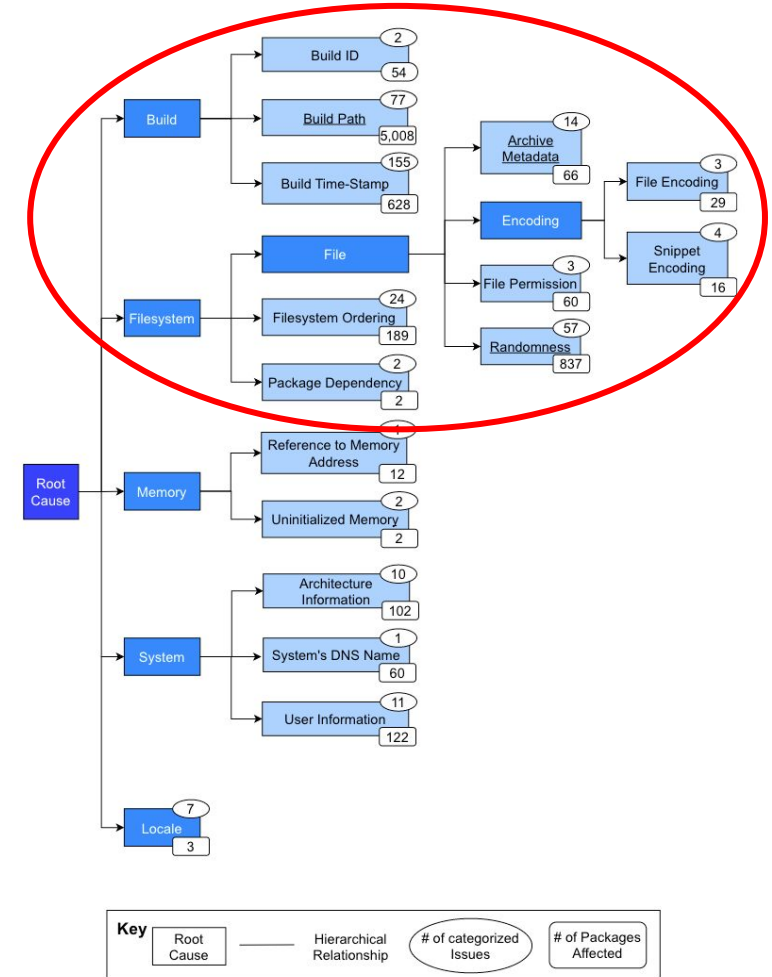 2
Build ID
54
77
Build Path
5,008
Build
155
Build Time-Stamp
628
14
Archive
Metadata
66
3
File Encoding
29
Encoding
4
Snippet
Encoding
16
File
3
File Permission
60
24
Filesystem Ordering
189
Filesystem
57
Randomness
837
2
Package Dependency
2
Reference to Memory
Address
12
Root
Cause
Memory
2
Uninitialized Memory
2
10
Architecture
Information
102
1
System's DNS Name
60
System
11
User Information
122
7
Locale
3
Key
Root
Cause
Hierarchical
Relationship
# of categorized
Issues
# of Packages
Affected